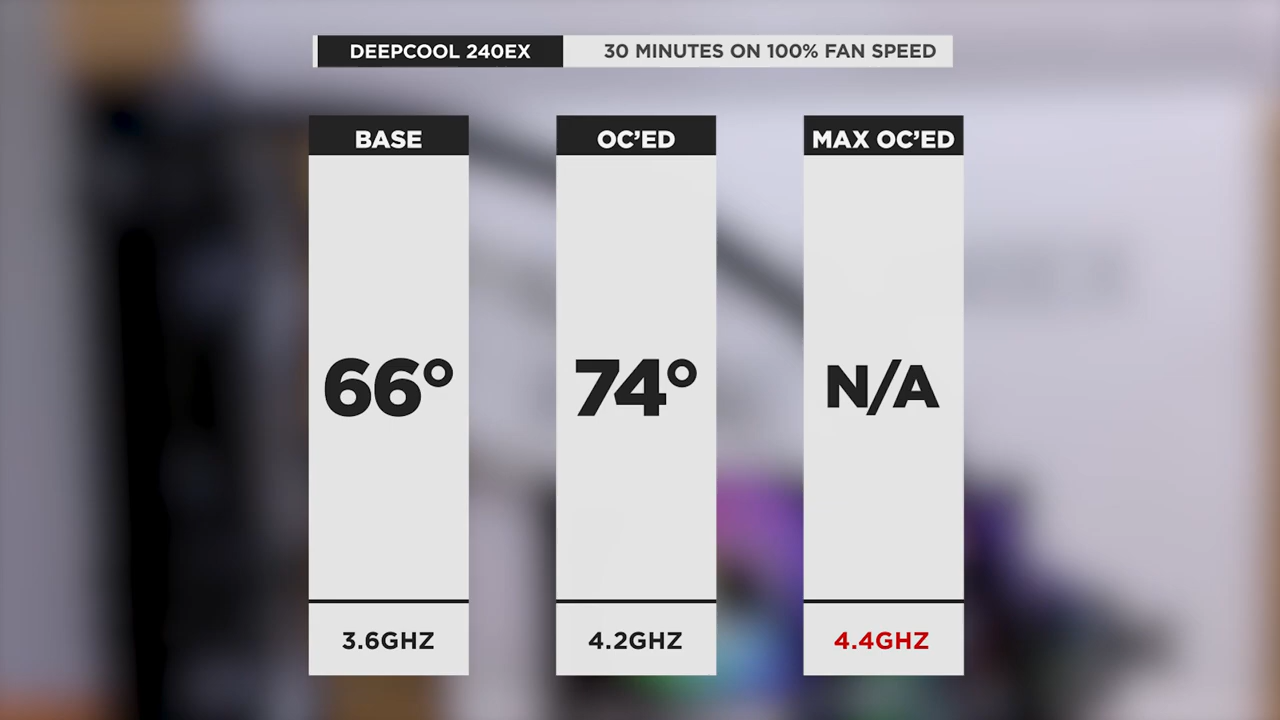 DEEPCOOL 240EX
30 MINUTES ON 100% FAN SPEED
BASE
OC'ED
MAX OC'ED
66°
74°
N/A
3.6GHZ
4.2GHZ
4.4GHZ